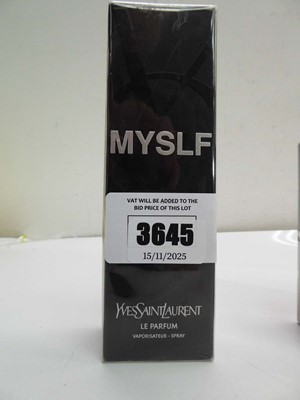 MYSLF
VAT WILL BE ADDED TO THE
BID PRICE OF THIS LOT
3645
15/11/2025
YVESSAINTLAURENT
LE PARFUM
VAPORISATEUR - SPRAY